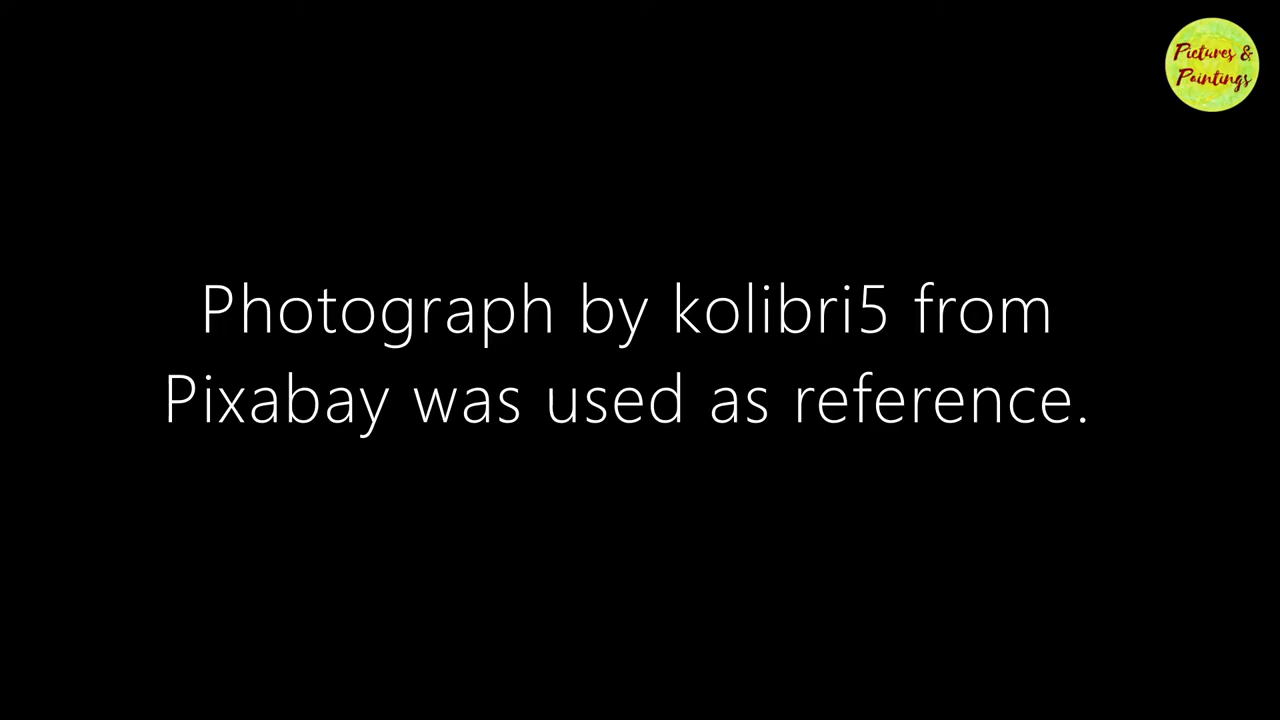 Pictures &
Paintings
Photograph by kolibri5 from
Pixabay was used as reference.